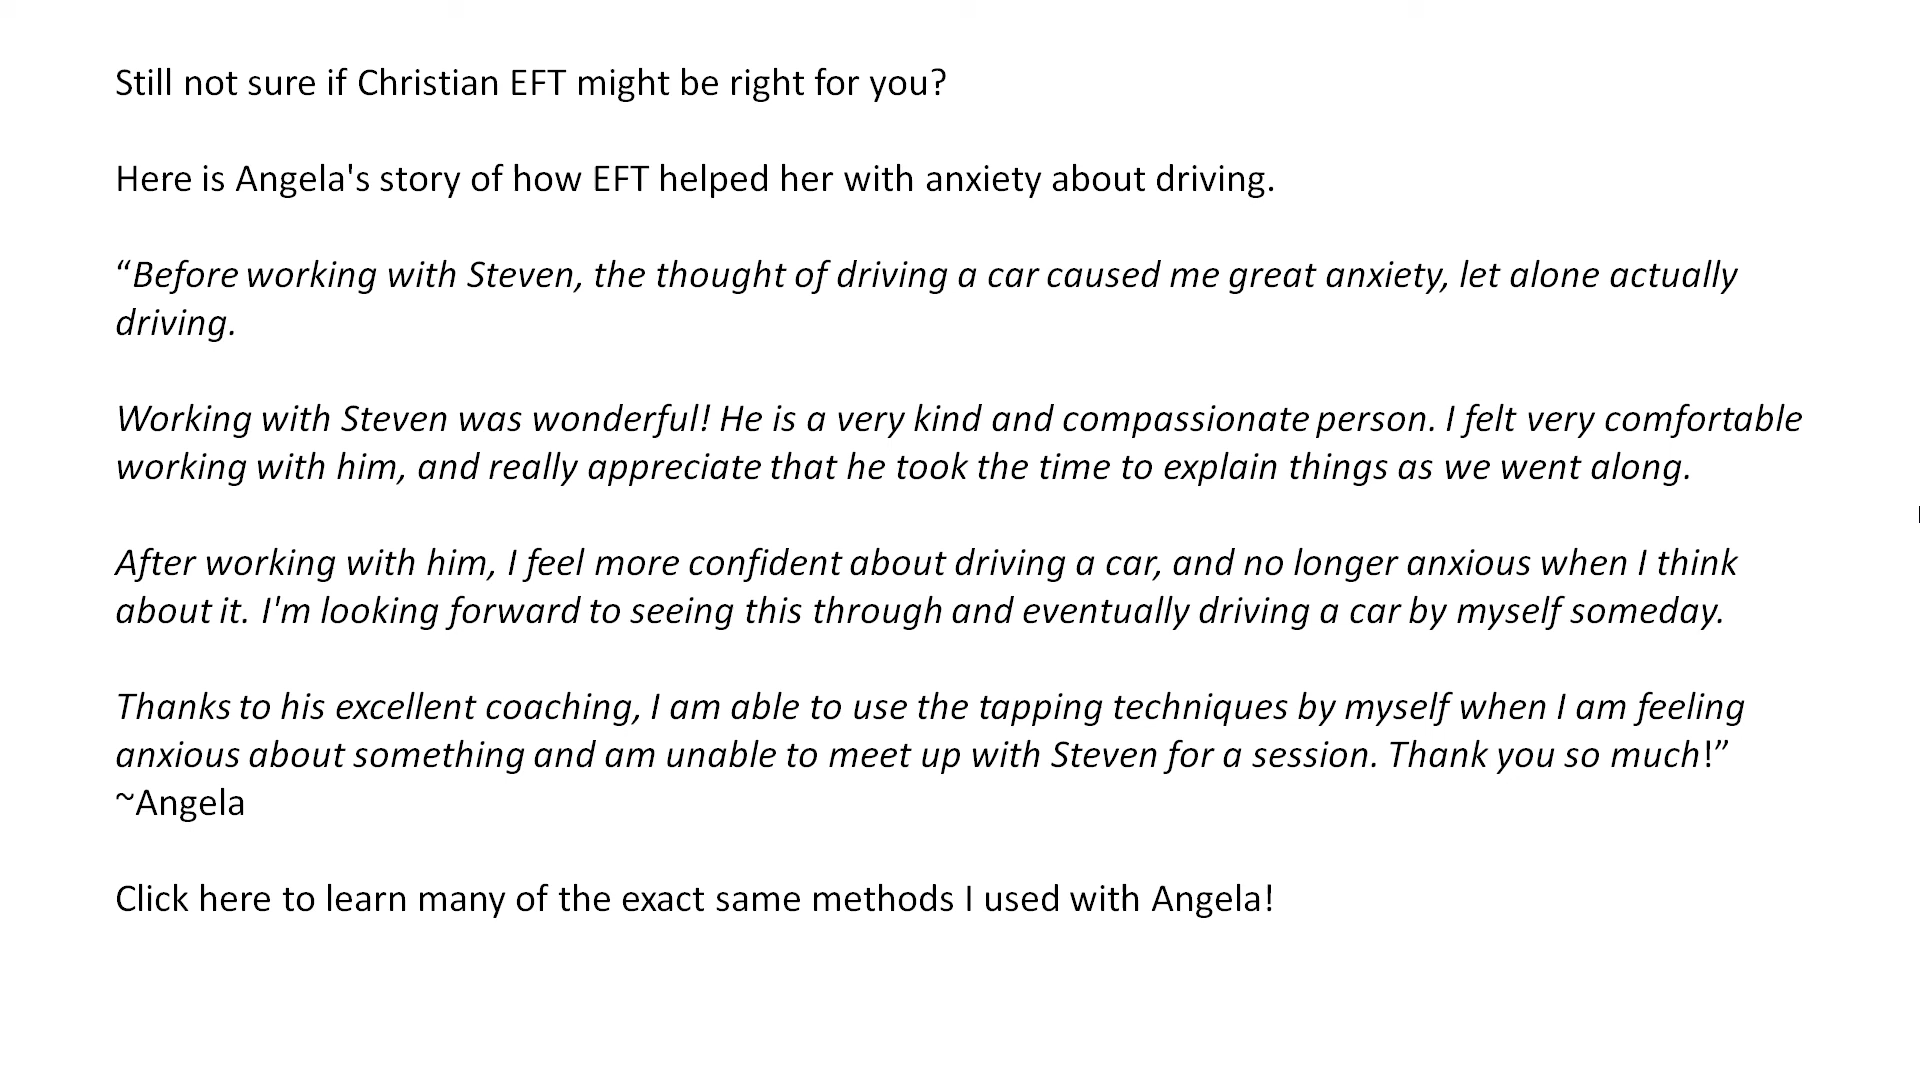 Still not sure if Christian EFT might be right for you?
Here is Angela's story of how EFT helped her with anxiety about driving.
“Before working with Steven, the thought of driving a car caused me great anxiety, let alone actually
driving.
Working with Steven was wonderful! He is a very kind and compassionate person. I felt very comfortable
working with him, and really appreciate that he took the time to explain things as we went along.
After working with him, I feel more confident about driving a car, and no longer anxious when I think
about it. I'm looking forward to seeing this through and eventually driving a car by myself someday.
Thanks to his excellent coaching, I am able to use the tapping techniques by myself when I am feeling
anxious about something and am unable to meet up with Steven for a session. Thank you so much!”
~Angela
Click here to learn many of the exact same methods I used with Angela!